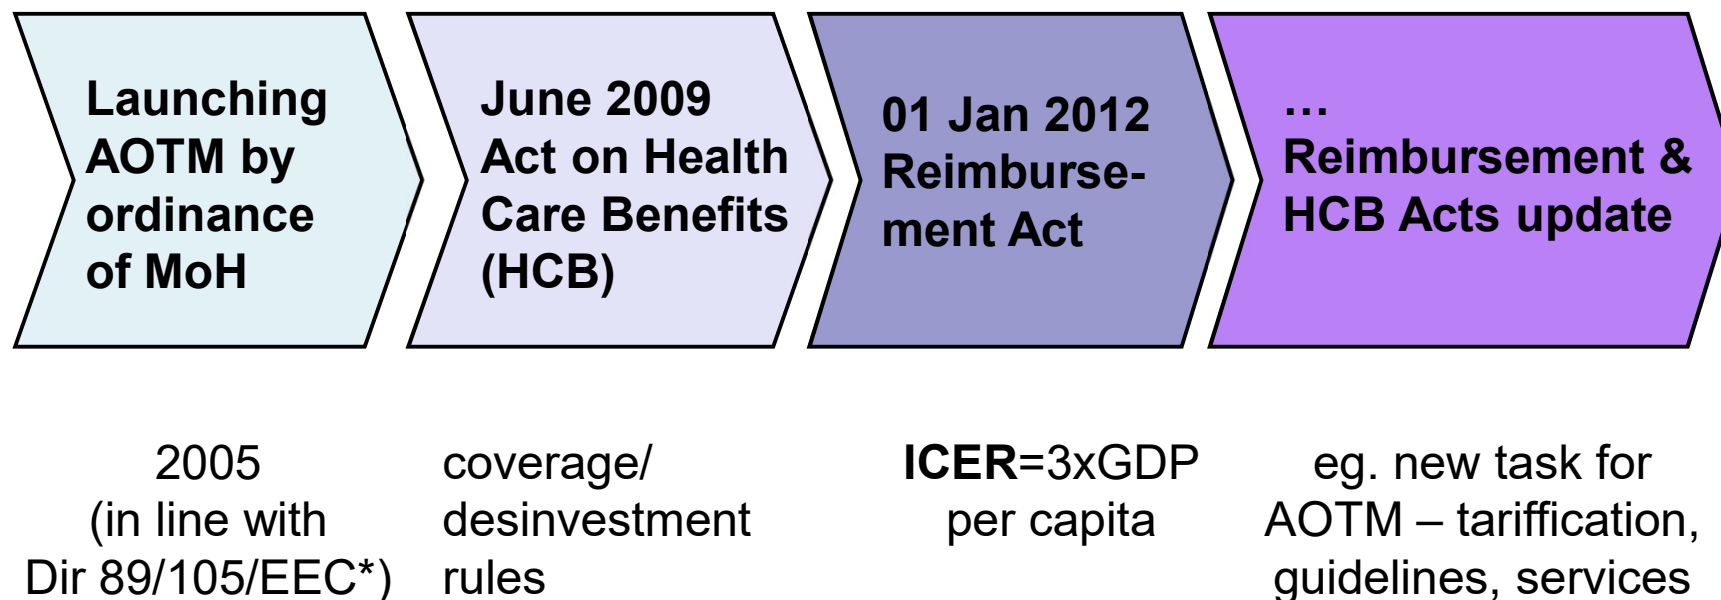 Launching
AOTM by
ordinance
of MoH
June 2009
Act on Health
Care Benefits
(HCB)
01 Jan 2012
Reimburse-
ment Act
…
Reimbursement &
HCB Acts update
2005
(in line with
Dir 89/105/EEC*)
coverage/
desinvestment
rules
ICER=3xGDP
per capita
eg. new task for
AOTM – tariffication,
guidelines, services